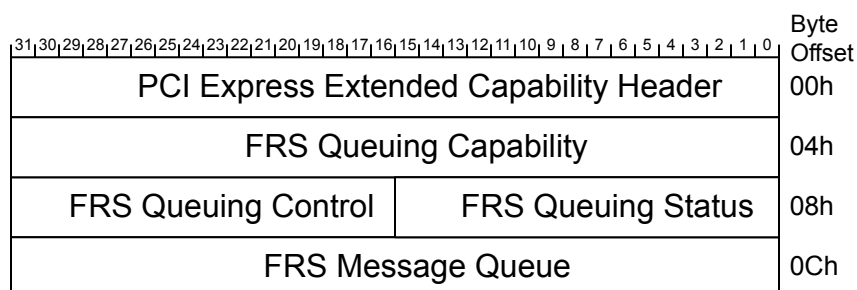 Byte
31 30 29 28 27 26 25 24 23 22 21 20 19 18 17 16 15 14 13 12 11 10 9 8 7 6 5 4 3 2 1 0 Offset
PCI Express Extended Capability Header 00h
FRS Queuing Capability 04h
FRS Queuing Control FRS Queuing Status 08h
FRS Message Queue 0Ch